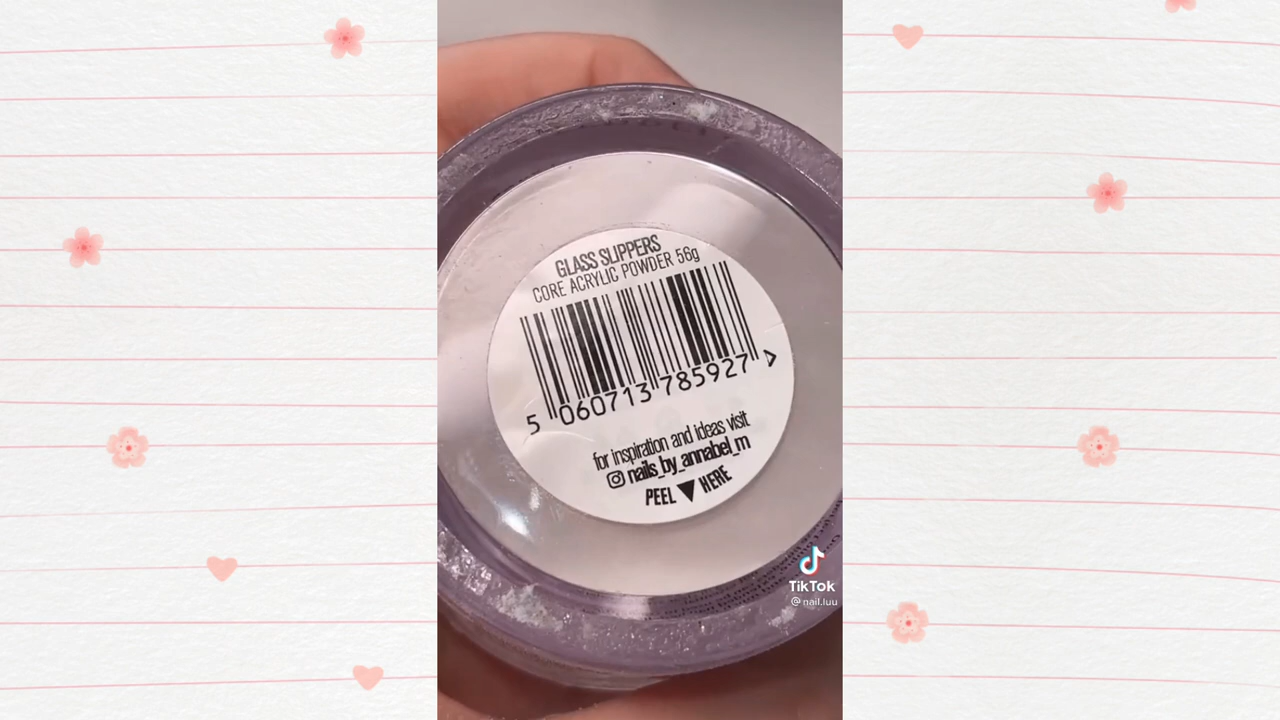 GLASS SLIPPERS
CORE ACRYLIC POWDER 56g
5 060713 785927
for inspiration and ideas visit
nails_by_annabel_m
PEEL HERE
TikTok
@nail.luu